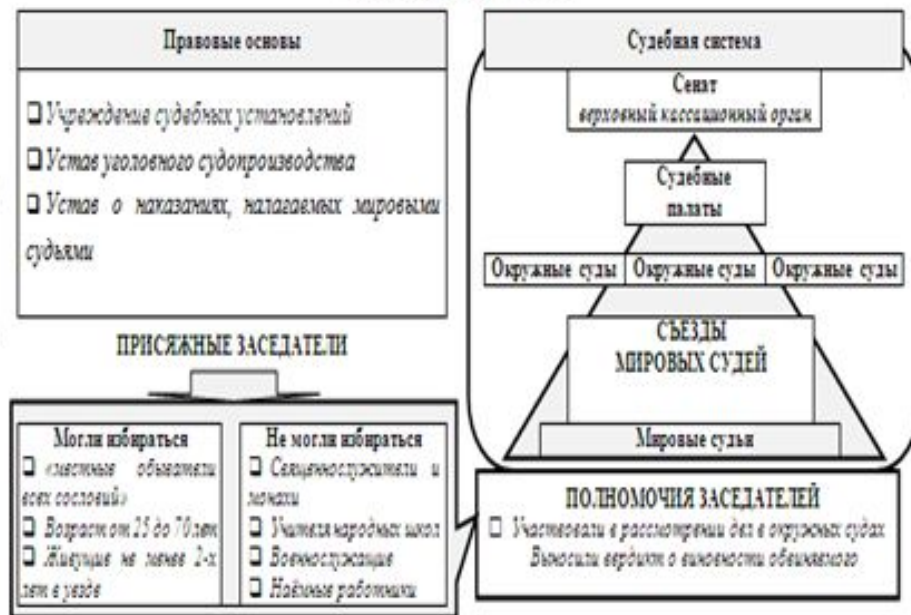 Правовые основы
❑ Учреждение судебных установлений
❑ Устав уголовного судопроизводства
❑ Устав о наказаниях, налагаемых мировыми
судьями
Судебная система
Сенат
верховный кассационный орган
Судебные
палаты
Окружные суды Окружные суды Окружные суды
СЪЕЗДЫ
МИРОВЫХ СУДЕЙ
Мировые судьи
ПРИСЯЖНЫЕ ЗАСЕДАТЕЛИ
Могли избираться
❑ «местные обыватели
всех сословий»
❑ Возраст от 25 до 70 лет
❑ Живущие не менее 2-х
лет в уезде
Не могли избираться
❑ Священнослужители и
монахи
❑ Учителя народных школ
❑ Военнослужащие
❑ Наёмные работники
ПОЛНОМОЧИЯ ЗАСЕДАТЕЛЕЙ
❑ Участвовали в рассмотрении дел в окружных судах
Выносили вердикт о виновности обвиняемого